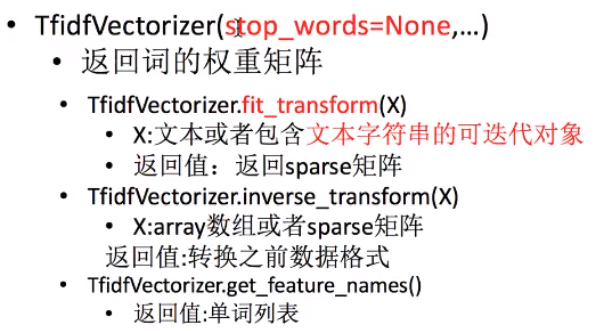 • TfidfVectorizer(stop_words=None,…)
• 返回词的权重矩阵
• TfidfVectorizer.fit_transform(X)
• X:文本或者包含文本字符串的可迭代对象
• 返回值：返回sparse矩阵
• TfidfVectorizer.inverse_transform(X)
• X:array数组或者sparse矩阵
返回值:转换之前数据格式
• TfidfVectorizer.get_feature_names()
• 返回值:单词列表